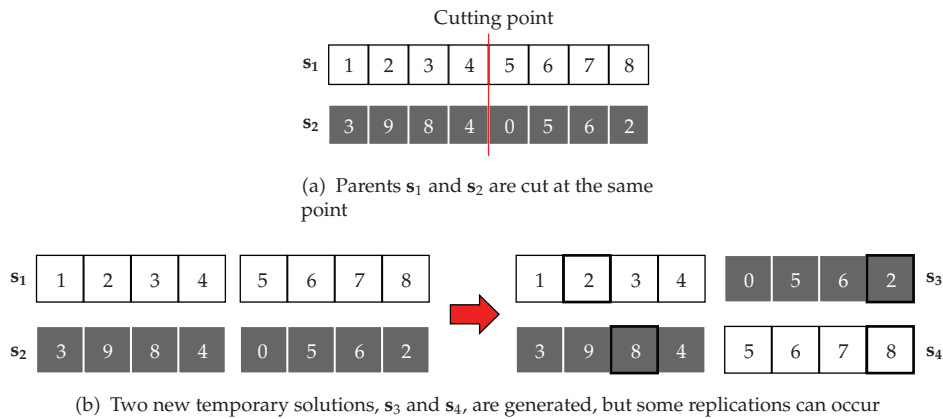 Cutting point
s1 1 2 3 4 5 6 7 8
s2 3 9 8 4 0 5 6 2
(a) Parents s1 and s2 are cut at the same
point
s1 1 2 3 4 5 6 7 8 1 2 3 4 0 5 6 2 s3
s2 3 9 8 4 0 5 6 2 3 9 8 4 5 6 7 8 s4
(b) Two new temporary solutions, s3 and s4, are generated, but some replications can occur